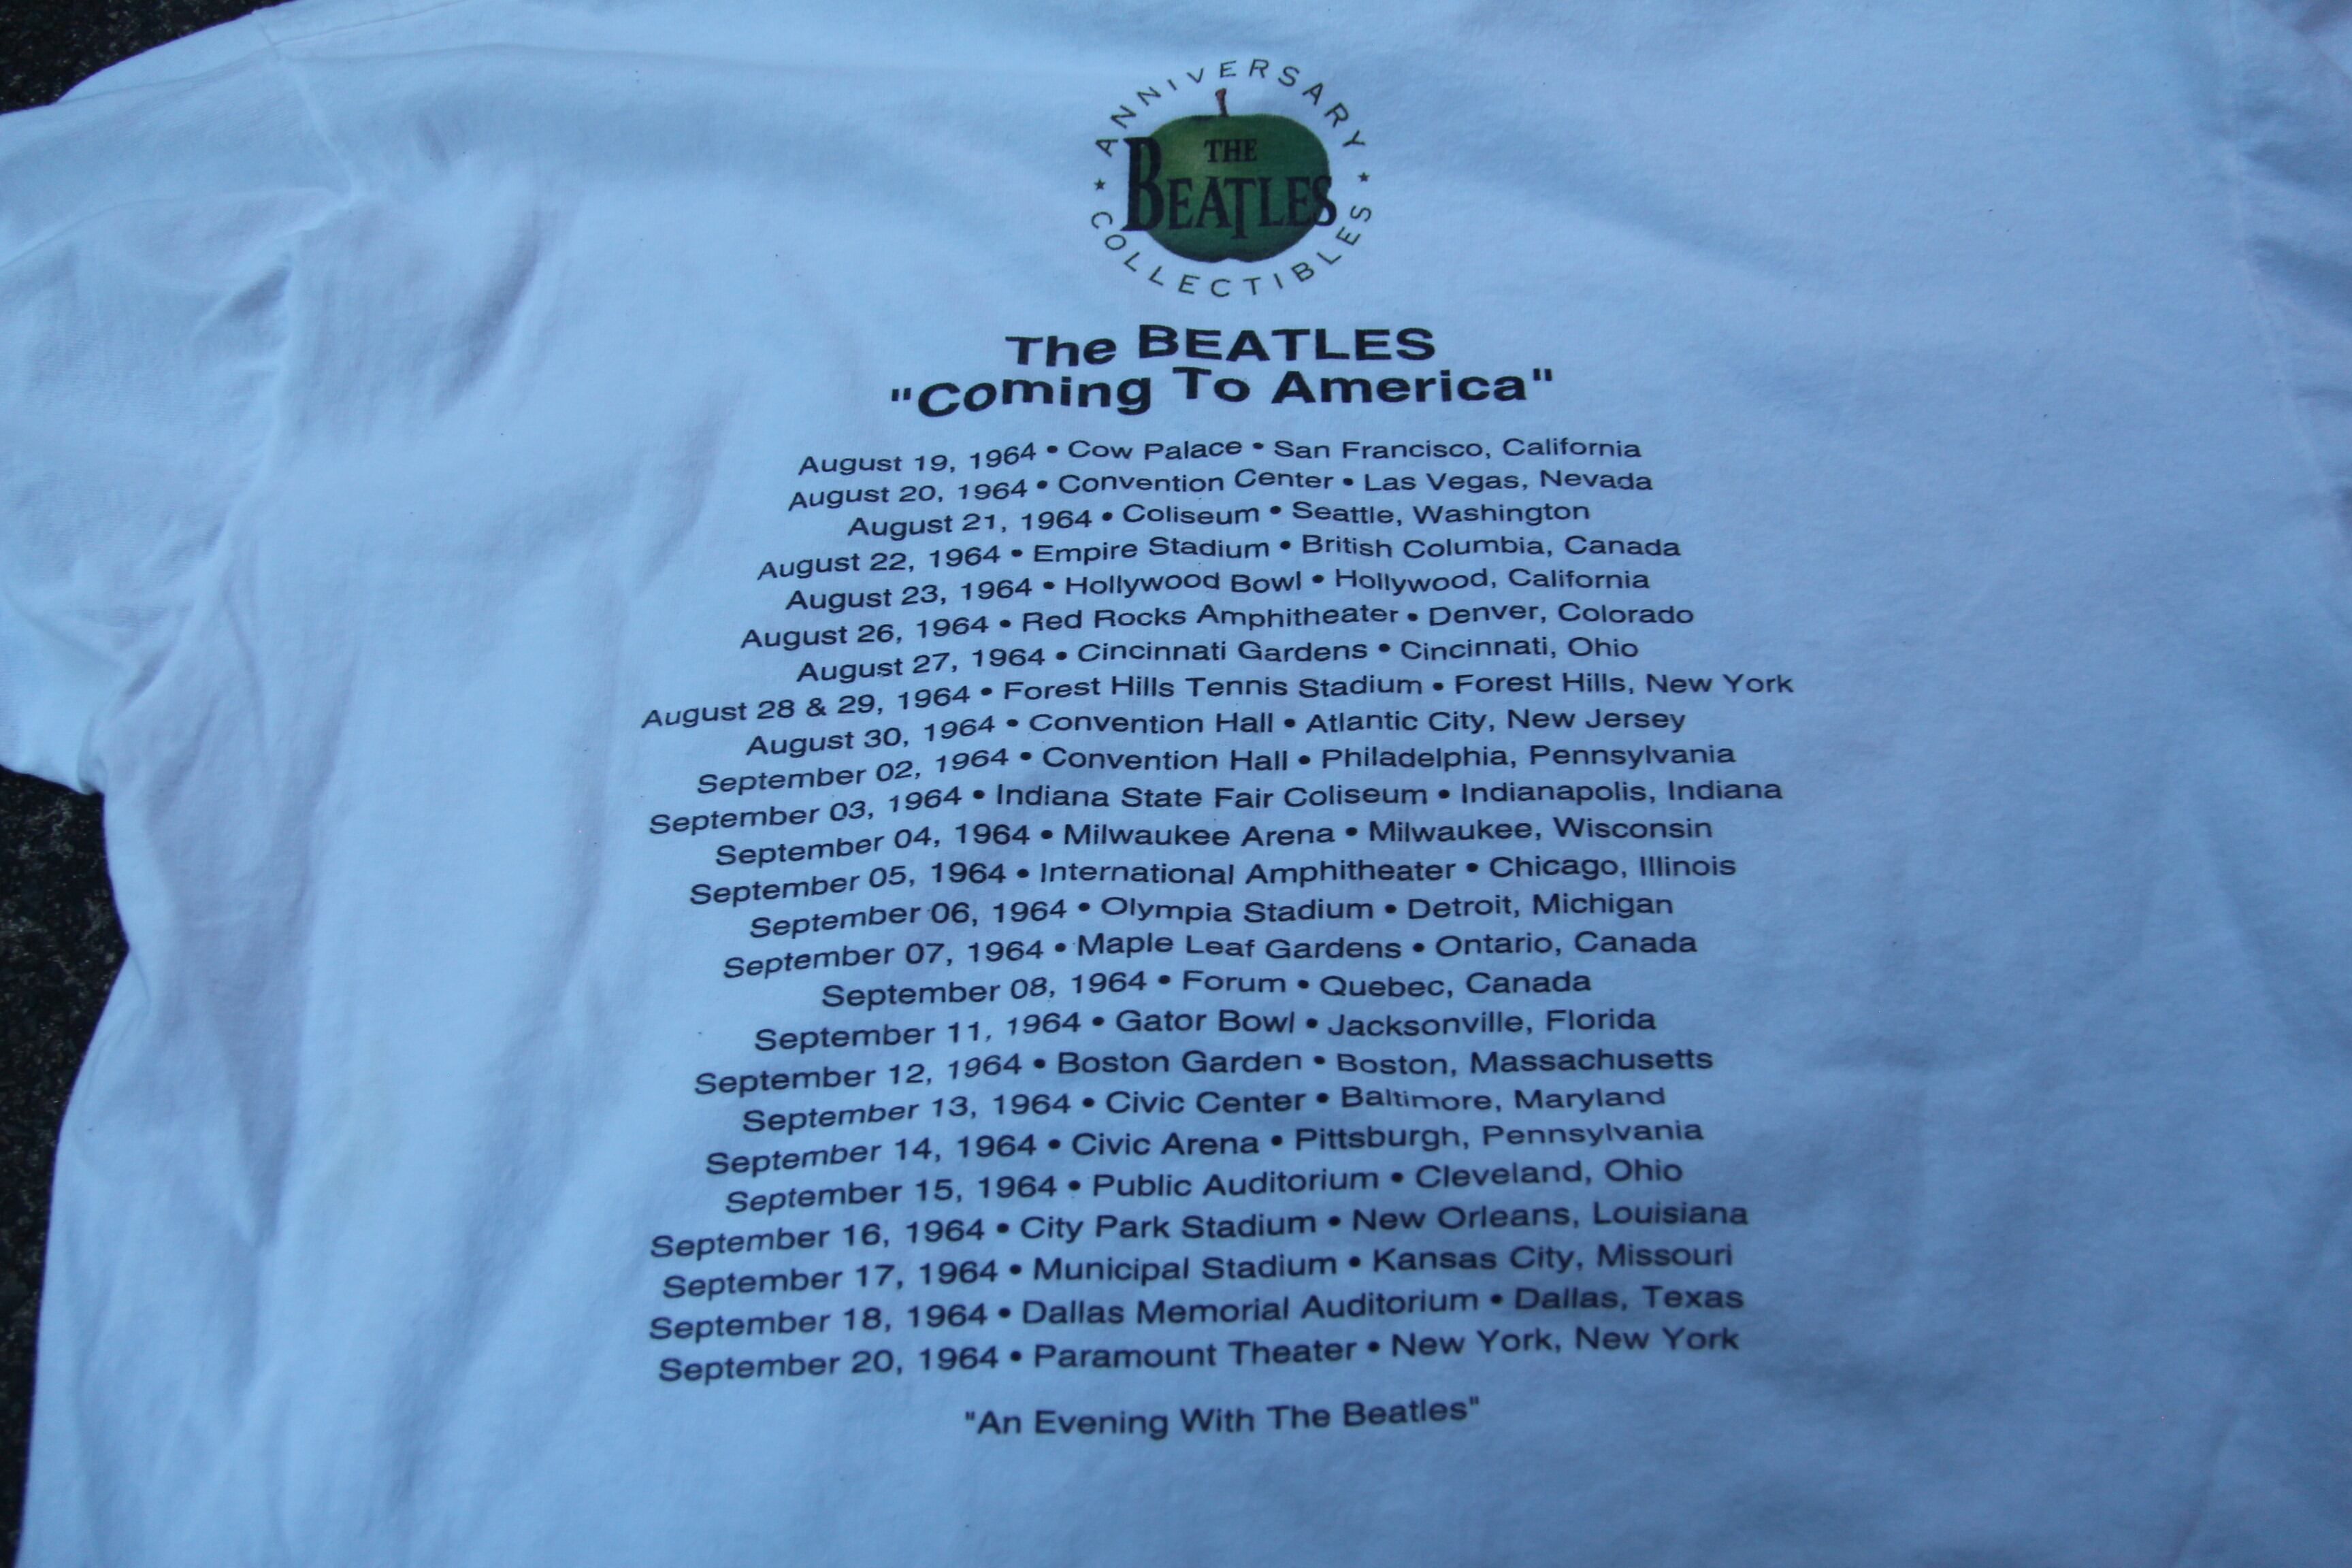 ★ ANNIVERSARY ★
THE
BEATLES
COLLECTIBLES
The BEATLES
"Coming To America"
August 19, 1964 • Cow Palace • San Francisco, California
August 20, 1964 • Convention Center • Las Vegas, Nevada
August 21, 1964 • Coliseum • Seattle, Washington
August 22, 1964 • Empire Stadium • British Columbia, Canada
August 23, 1964 • Hollywood Bowl • Hollywood, California
August 26, 1964 • Red Rocks Amphitheater • Denver, Colorado
August 27, 1964 • Cincinnati Gardens • Cincinnati, Ohio
August 28 & 29, 1964 • Forest Hills Tennis Stadium • Forest Hills, New York
August 30, 1964 • Convention Hall • Atlantic City, New Jersey
September 02, 1964 • Convention Hall • Philadelphia, Pennsylvania
September 03, 1964 • Indiana State Fair Coliseum • Indianapolis, Indiana
September 04, 1964 • Milwaukee Arena • Milwaukee, Wisconsin
September 05, 1964 • International Amphitheater • Chicago, Illinois
September 06, 1964 • Olympia Stadium • Detroit, Michigan
September 07, 1964 • Maple Leaf Gardens • Ontario, Canada
September 08, 1964 • Forum • Quebec, Canada
September 11, 1964 • Gator Bowl • Jacksonville, Florida
September 12, 1964 • Boston Garden • Boston, Massachusetts
September 13, 1964 • Civic Center • Baltimore, Maryland
September 14, 1964 • Civic Arena • Pittsburgh, Pennsylvania
September 15, 1964 • Public Auditorium • Cleveland, Ohio
September 16, 1964 • City Park Stadium • New Orleans, Louisiana
September 17, 1964 • Municipal Stadium • Kansas City, Missouri
September 18, 1964 • Dallas Memorial Auditorium • Dallas, Texas
September 20, 1964 • Paramount Theater • New York, New York
"An Evening With The Beatles"